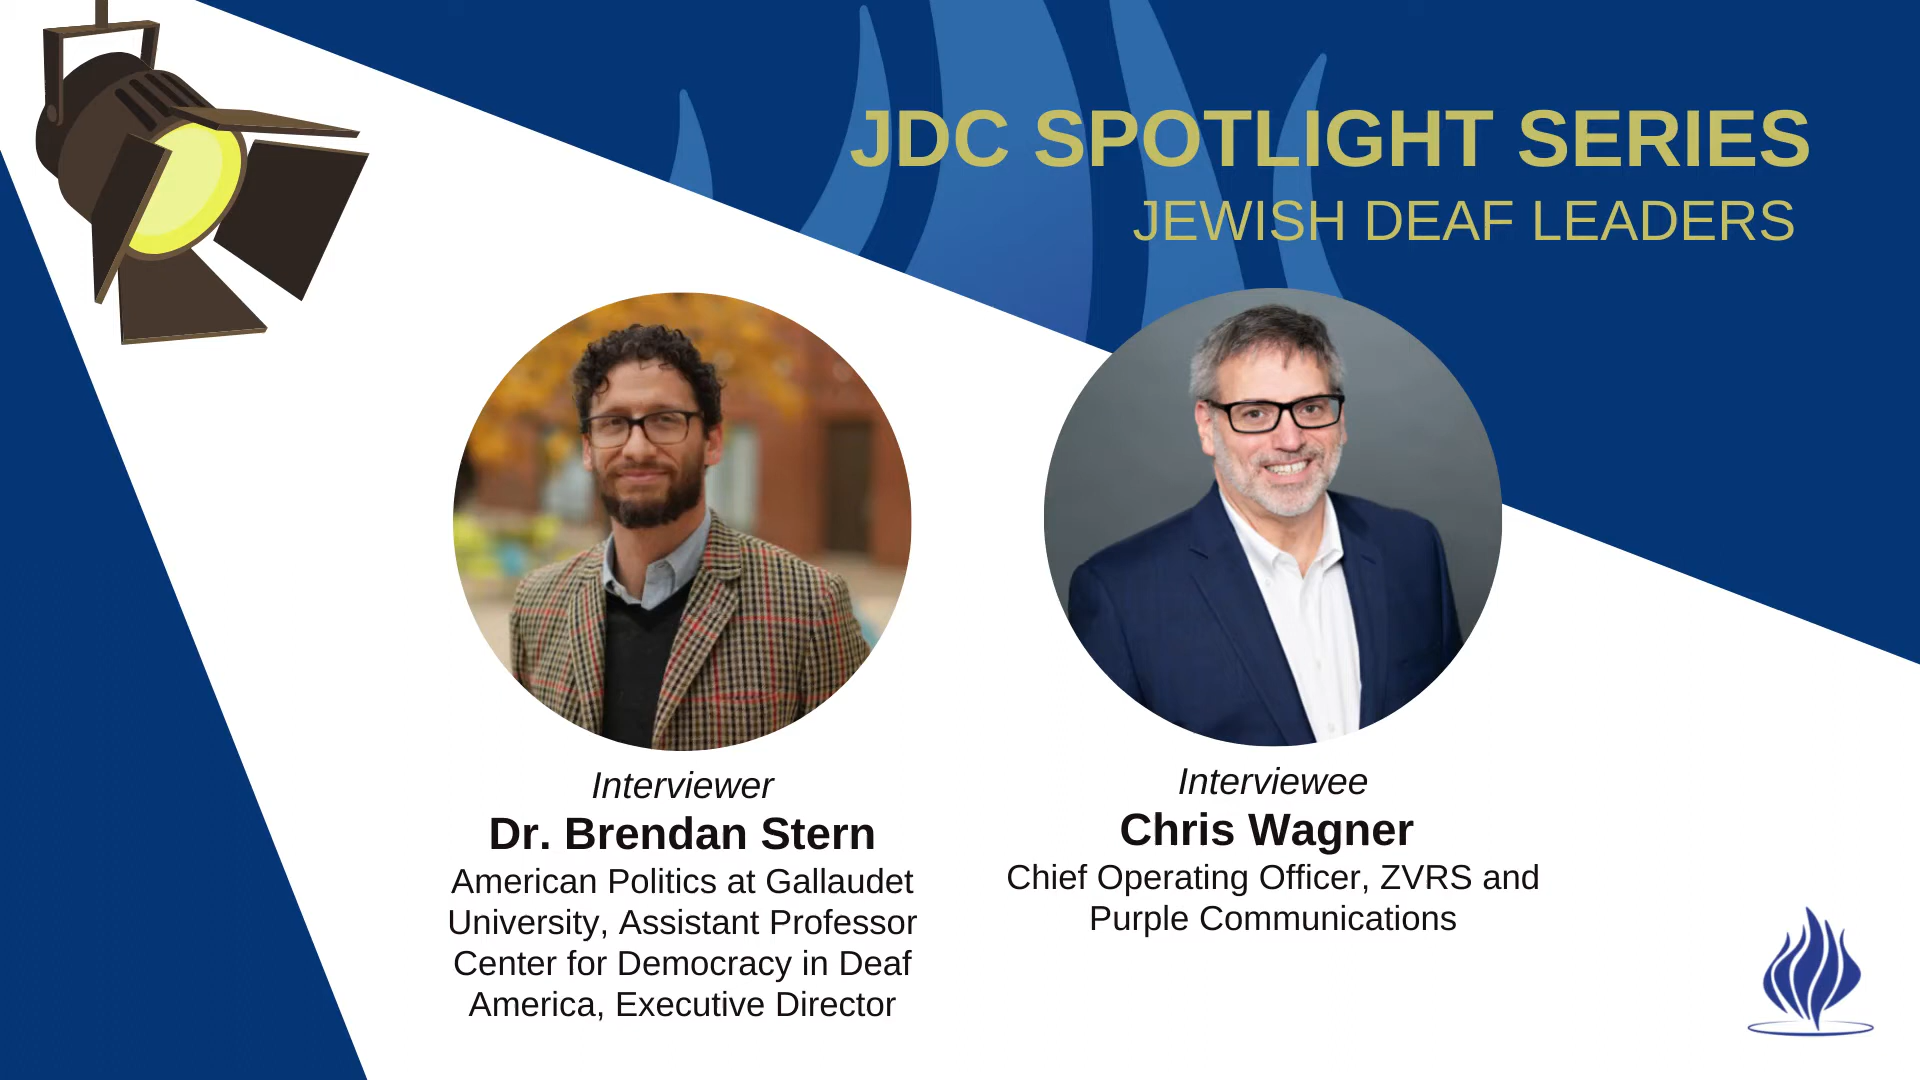 JDC SPOTLIGHT SERIES
JEWISH DEAF LEADERS
Interviewer
Dr. Brendan Stern
American Politics at Gallaudet
University, Assistant Professor
Center for Democracy in Deaf
America, Executive Director
Interviewee
Chris Wagner
Chief Operating Officer, ZVRS and
Purple Communications